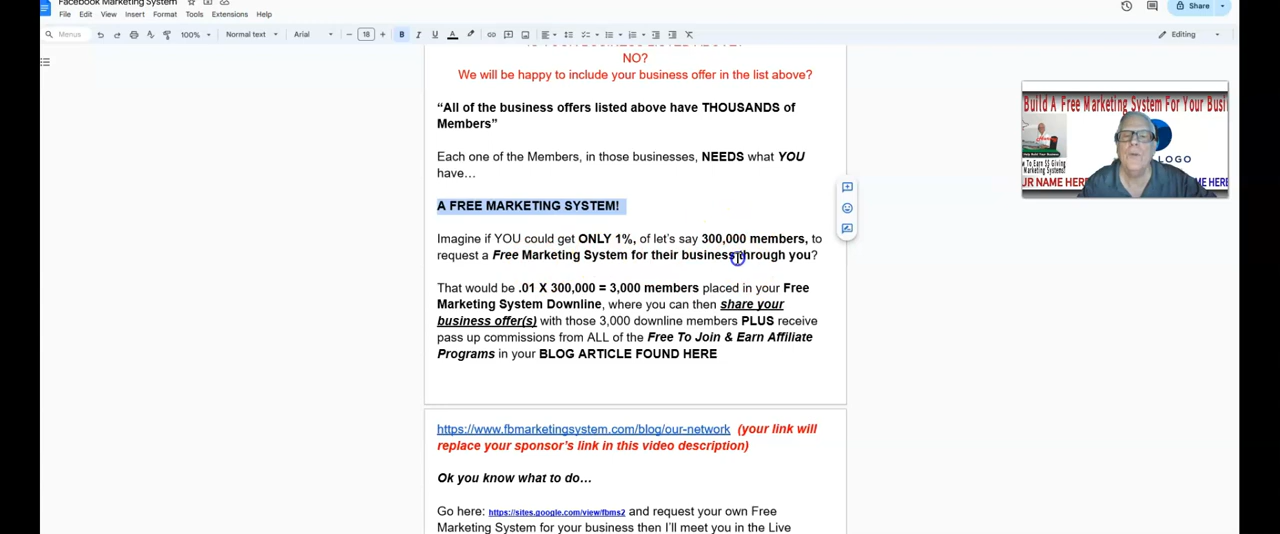 Facebook Marketing System
File Edit View Insert Format Tools Extensions Help
Share
Menus 100% Normal text Arial 18 B I U A Editing
NO?
We will be happy to include your business offer in the list above?
“All of the business offers listed above have THOUSANDS of
Members”
Each one of the Members, in those businesses, NEEDS what YOU
have…
A FREE MARKETING SYSTEM!
Imagine if YOU could get ONLY 1%, of let’s say 300,000 members, to
request a Free Marketing System for their business through you?
That would be .01 X 300,000 = 3,000 members placed in your Free
Marketing System Downline, where you can then share your
business offer(s) with those 3,000 downline members PLUS receive
pass up commissions from ALL of the Free To Join & Earn Affiliate
Programs in your BLOG ARTICLE FOUND HERE
https://www.fbmarketingsystem.com/blog/our-network (your link will
replace your sponsor’s link in this video description)
Ok you know what to do…
Go here: https://sites.google.com/view/fbms2 and request your own Free
Marketing System for your business then I’ll meet you in the Live
Build A Free Marketing System For Your Busi
LOGO
Marketing Systems!
UR NAME HERE
ME HERE